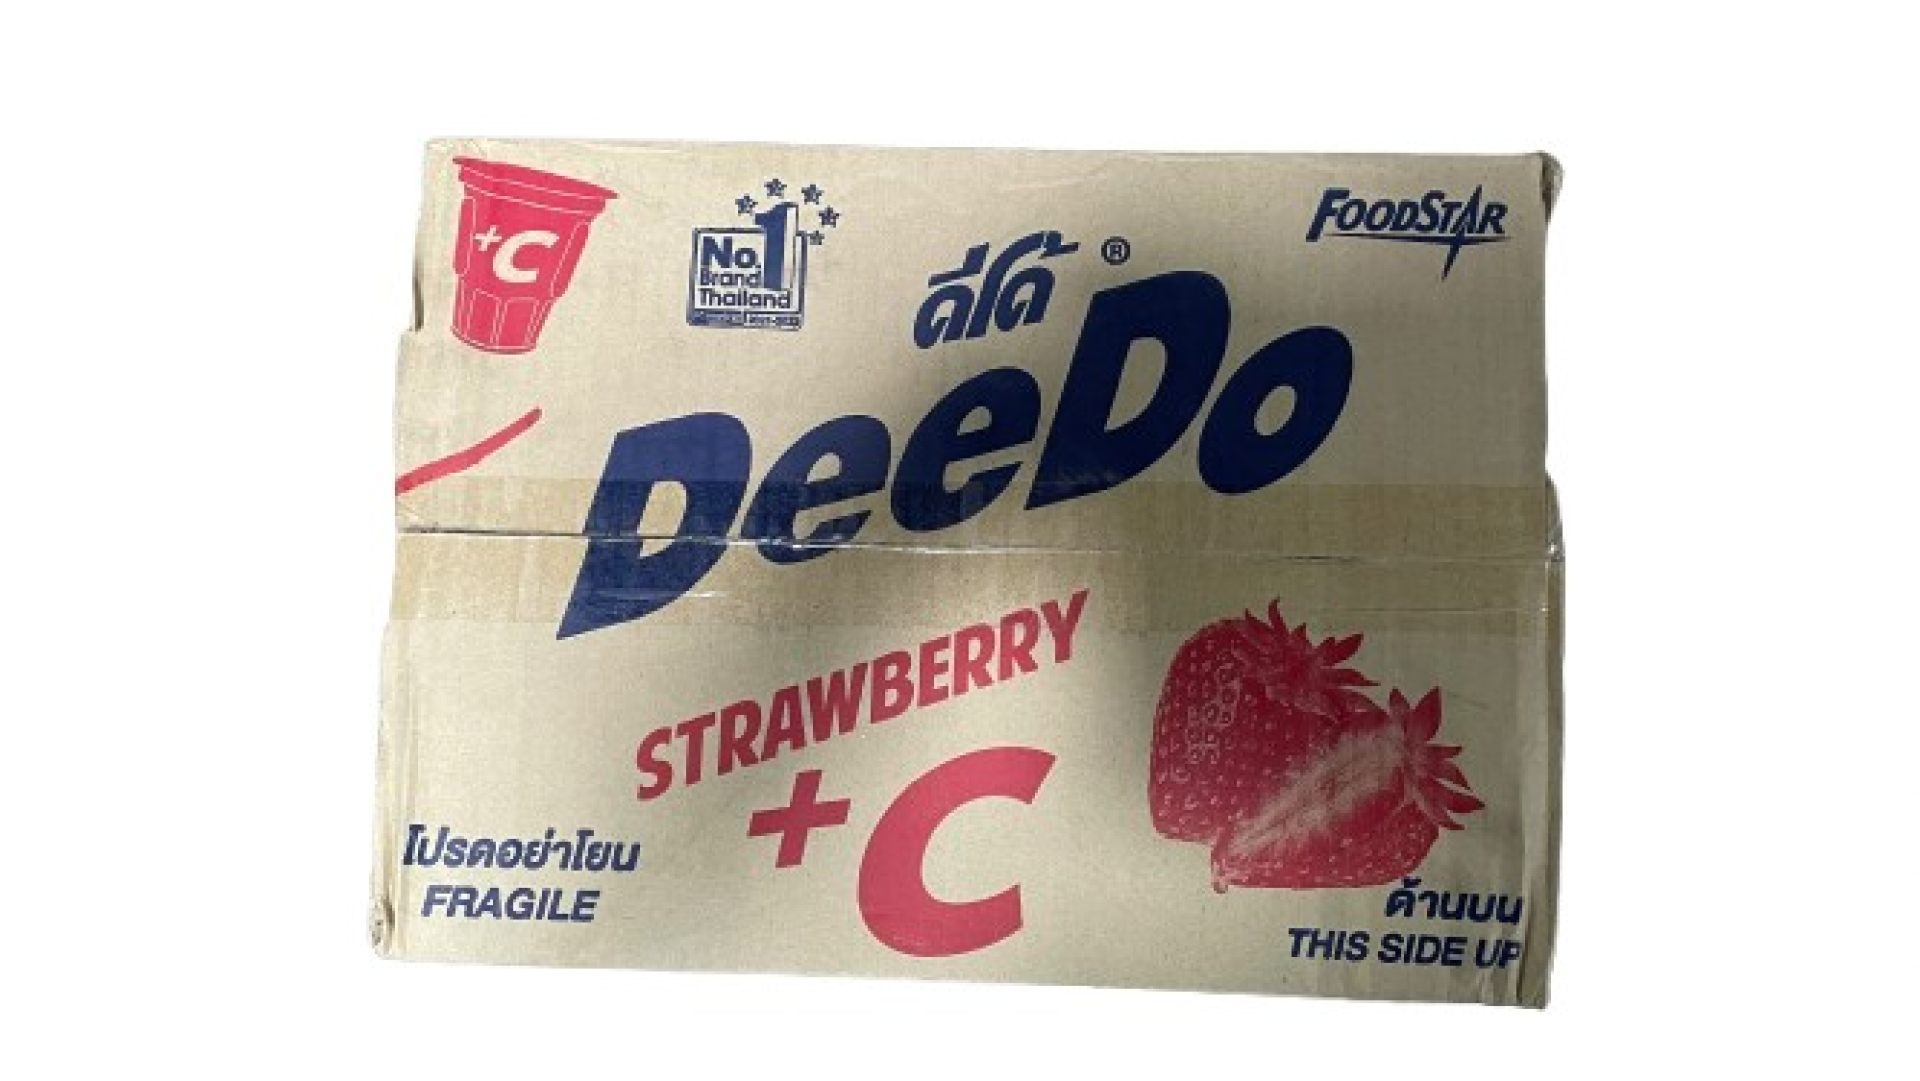 +C
No.1
Brand
Thailand
FOODSTAR
ดีโด้ ®
DeeDo
STRAWBERRY
+C
โปรดอย่าโยน
FRAGILE
ด้านบน
THIS SIDE UP